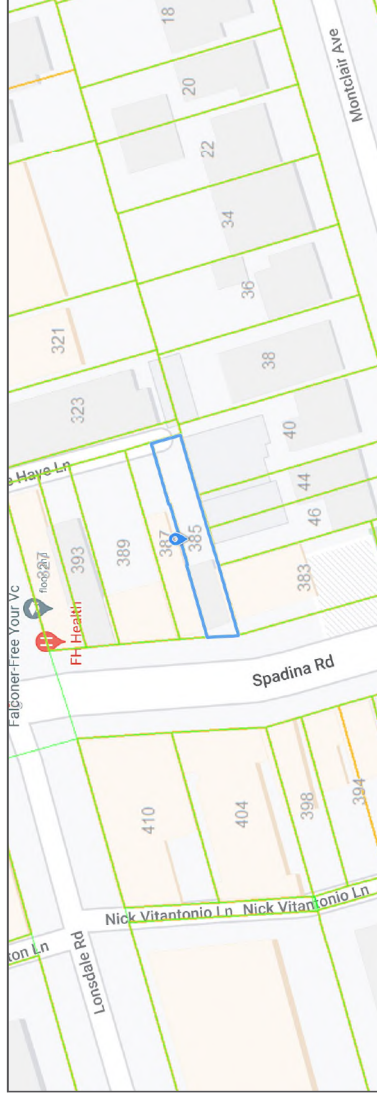 18
20
Montclair Ave
22
34
321
36
38
323
40
e Haye Ln
44
46
389
393
387
385
383
Falconer-Free Your Vc
FH Health
Spadina Rd
410
404
398
394
Nick Vitantonio Ln
Nick Vitantonio Ln
ton Ln
Lonsdale Rd